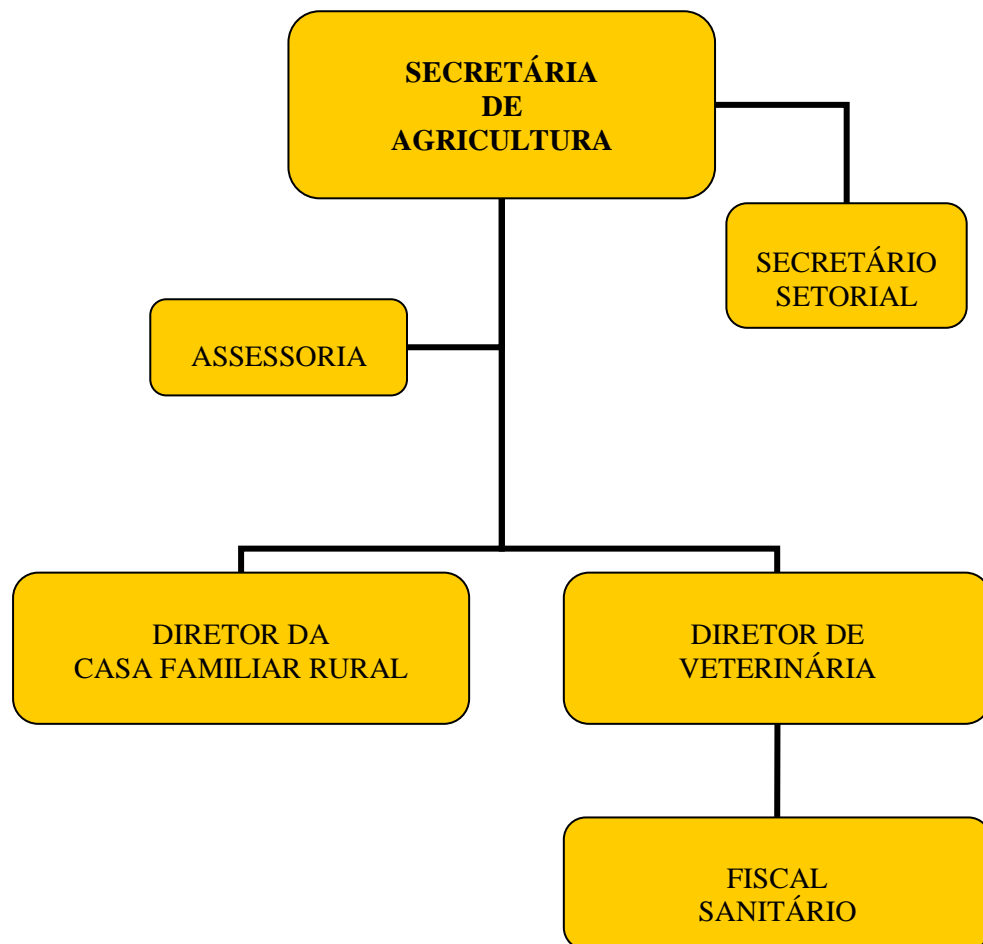 SECRETÁRIA
DE
AGRICULTURA
SECRETÁRIO
SETORIAL
ASSESSORIA
DIRETOR DA
CASA FAMILIAR RURAL
DIRETOR DE
VETERINÁRIA
FISCAL
SANITÁRIO